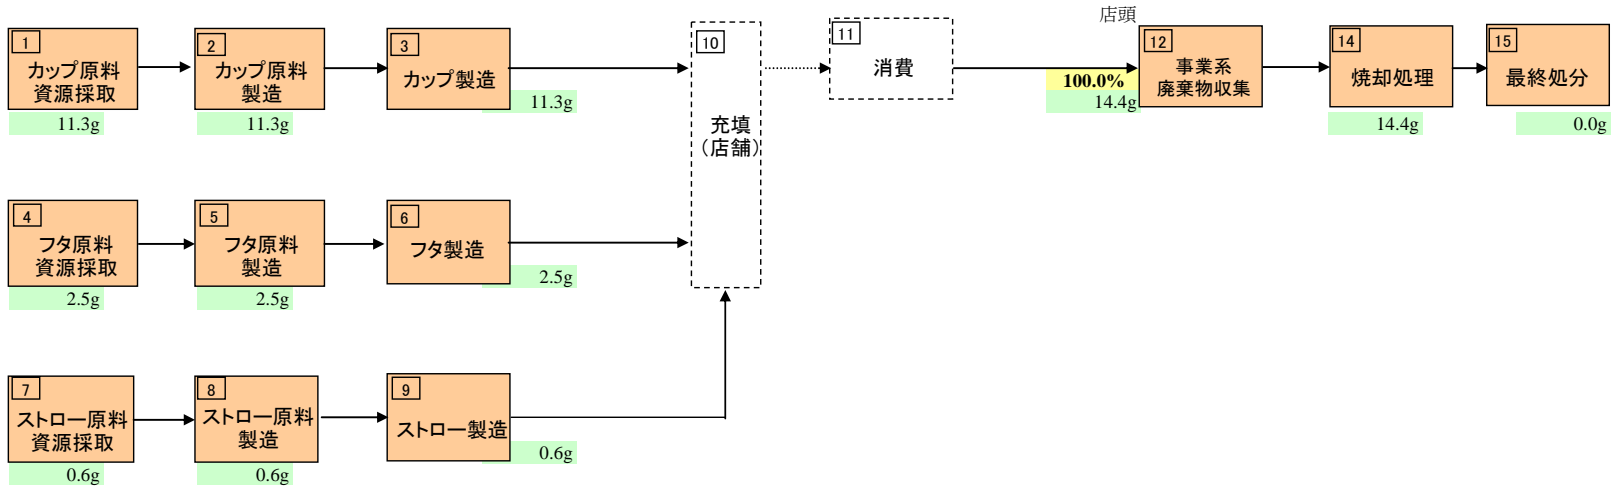 店頭
1
カップ原料
資源採取
11.3g
2
カップ原料
製造
11.3g
3
カップ製造
11.3g
10
充填
（店舗）
11
消費
100.0%
14.4g
12
事業系
廃棄物収集
14
焼却処理
14.4g
15
最終処分
0.0g
4
フタ原料
資源採取
2.5g
5
フタ原料
製造
2.5g
6
フタ製造
2.5g
7
ストロー原料
資源採取
0.6g
8
ストロー原料
製造
0.6g
9
ストロー製造
0.6g